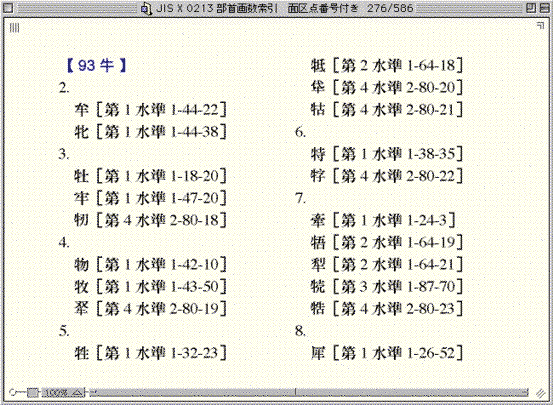 JIS X 0213 部首画数索引　面区点番号付き　276/586
【 93 牛 】
2.
牟［第 1 水準 1-44-22］
牝［第 1 水準 1-44-38］
3.
牡［第 1 水準 1-18-20］
牢［第 1 水準 1-47-20］
牣［第 4 水準 2-80-18］
4.
物［第 1 水準 1-42-10］
牧［第 1 水準 1-43-50］
［第 4 水準 2-80-19］
5.
牲［第 1 水準 1-32-23］
牴［第 2 水準 1-64-18］
［第 4 水準 2-80-20］
牯［第 4 水準 2-80-21］
6.
特［第 1 水準 1-38-35］
牸［第 4 水準 2-80-22］
7.
牽［第 1 水準 1-24-3］
牾［第 2 水準 1-64-19］
犁［第 2 水準 1-64-21］
［第 3 水準 1-87-70］
牿［第 4 水準 2-80-23］
8.
犀［第 1 水準 1-26-52］
100%